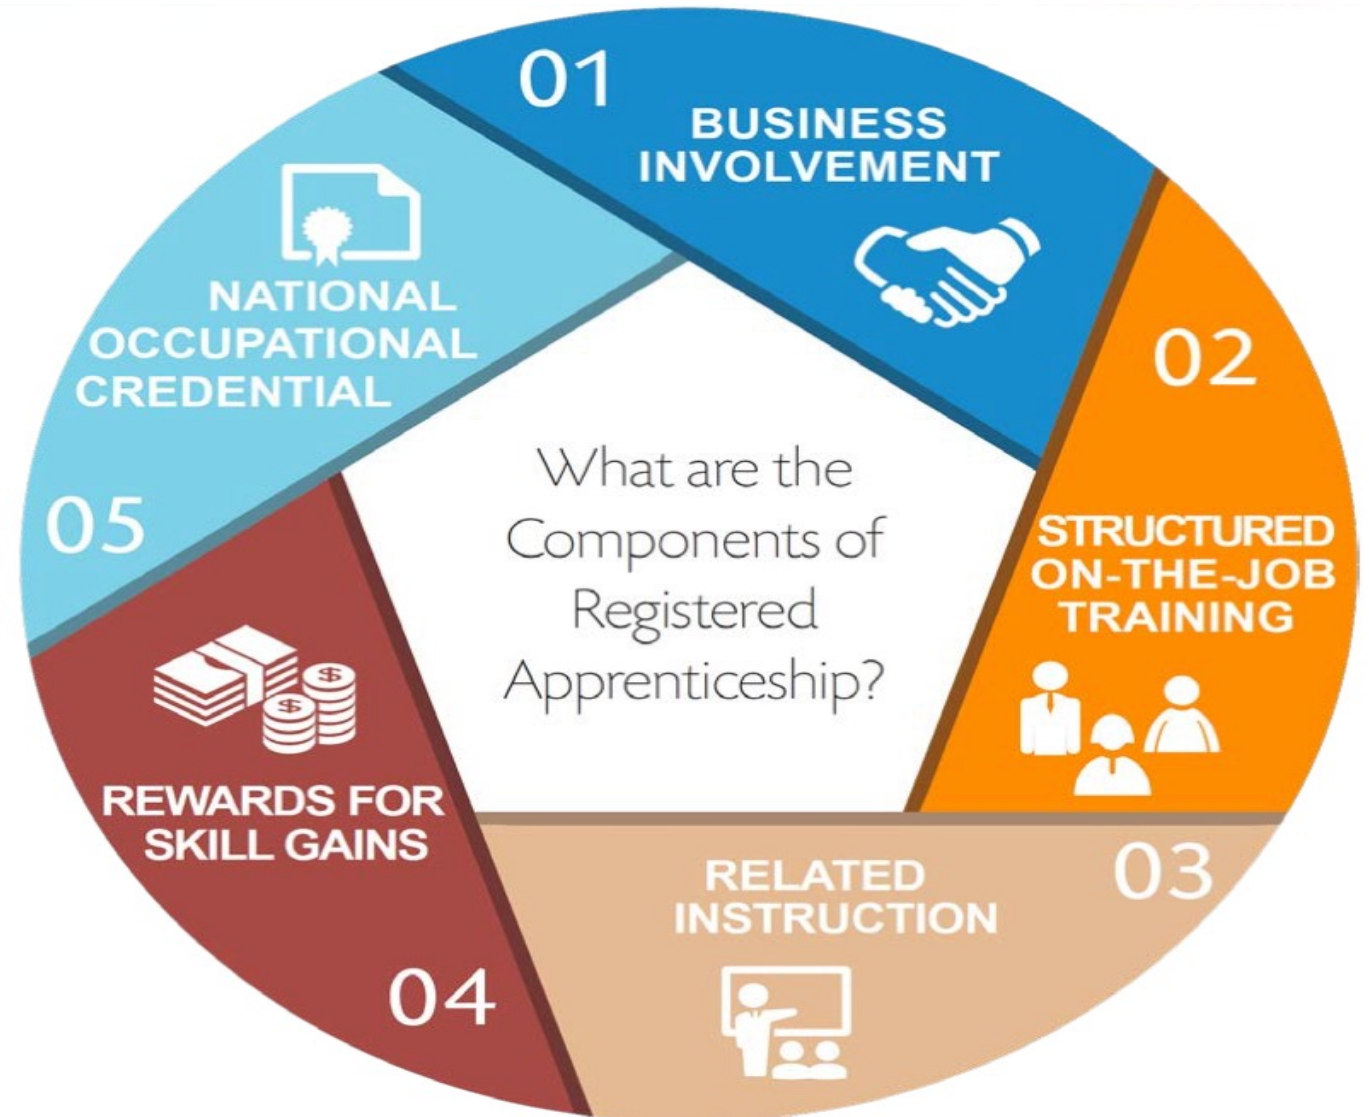 What are the
Components of
Registered
Apprenticeship?
01
BUSINESS
INVOLVEMENT
02
STRUCTURED
ON-THE-JOB
TRAINING
03
RELATED
INSTRUCTION
04
REWARDS FOR
SKILL GAINS
$
$
05
NATIONAL
OCCUPATIONAL
CREDENTIAL